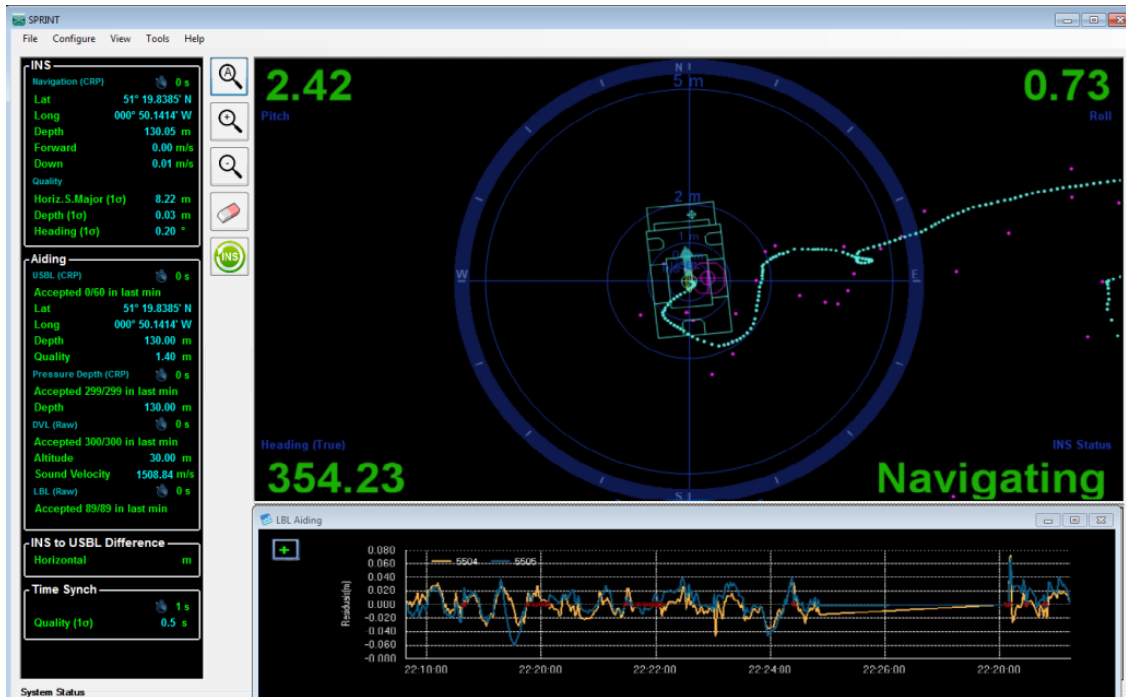 SPRINT
File Configure View Tools Help
INS
Navigation (CRP) 0 s
Lat 51° 19.8385' N
Long 000° 50.1414' W
Depth 130.05 m
Forward 0.00 m/s
Down 0.01 m/s
Quality
Horiz.S.Major (1σ) 8.22 m
Depth (1σ) 0.03 m
Heading (1σ) 0.20 °
Aiding
USBL (CRP) 0 s
Accepted 0/60 in last min
Lat 51° 19.8385' N
Long 000° 50.1414' W
Depth 130.00 m
Quality 1.40 m
Pressure Depth (CRP) 0 s
Accepted 299/299 in last min
Depth 130.00 m
DVL (Raw) 0 s
Accepted 300/300 in last min
Altitude 30.00 m
Sound Velocity 1508.84 m/s
LBL (Raw) 0 s
Accepted 89/89 in last min
INS to USBL Difference
Horizontal m
Time Synch
1 s
Quality (1σ) 0.5 s
System Status
A
INS
2.42
Pitch
0.73
Roll
N
5 m
2 m
1 m
W
E
S
Heading (True)
354.23
INS Status
Navigating
LBL Aiding
5504 5505
Residual(m)
0.080
0.060
0.040
0.020
0.000
-0.020
-0.040
-0.060
-0.080
22:18:00 22:20:00 22:22:00 22:24:00 22:26:00 22:28:00